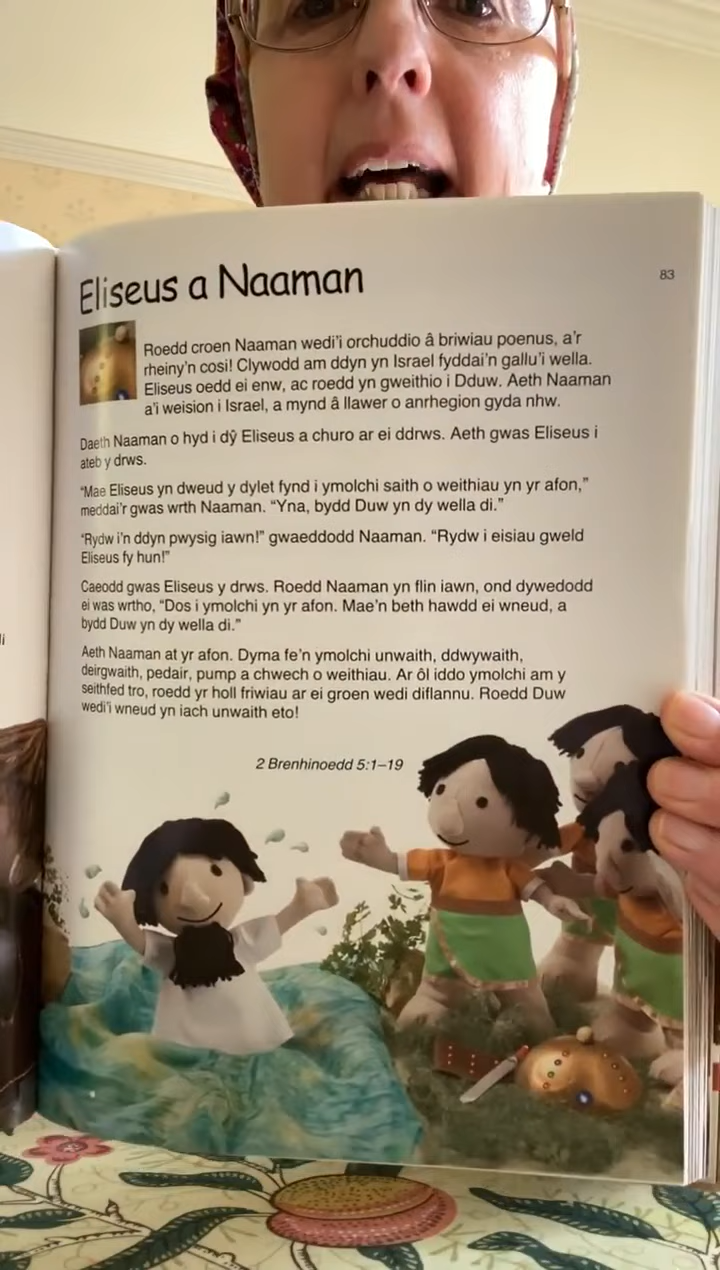 Eliseus a Naaman
83
Roedd croen Naaman wedi'i orchuddio â briwiau poenus, a'r
rheiny'n cosi! Clywodd am ddyn yn Israel fyddai'n gallu'i wella.
Eliseus oedd ei enw, ac roedd yn gweithio i Dduw. Aeth Naaman
a'i weision i Israel, a mynd â llawer o anrhegion gyda nhw.
Daeth Naaman o hyd i dŷ Eliseus a churo ar ei ddrws. Aeth gwas Eliseus i
ateb y drws.
“Mae Eliseus yn dweud y dylet fynd i ymolchi saith o weithiau yn yr afon,”
meddai'r gwas wrth Naaman. “Yna, bydd Duw yn dy wella di.”
“Rydw i'n ddyn pwysig iawn!” gwaeddodd Naaman. “Rydw i eisiau gweld
Eliseus fy hun!”
Caeodd gwas Eliseus y drws. Roedd Naaman yn flin iawn, ond dywedodd
ei was wrtho, “Dos i ymolchi yn yr afon. Mae'n beth hawdd ei wneud, a
bydd Duw yn dy wella di.”
Aeth Naaman at yr afon. Dyma fe'n ymolchi unwaith, ddwywaith,
deirgwaith, pedair, pump a chwech o weithiau. Ar ôl iddo ymolchi am y
seithfed tro, roedd yr holl friwiau ar ei groen wedi diflannu. Roedd Duw
wedi'i wneud yn iach unwaith eto!
2 Brenhinoedd 5:1–19